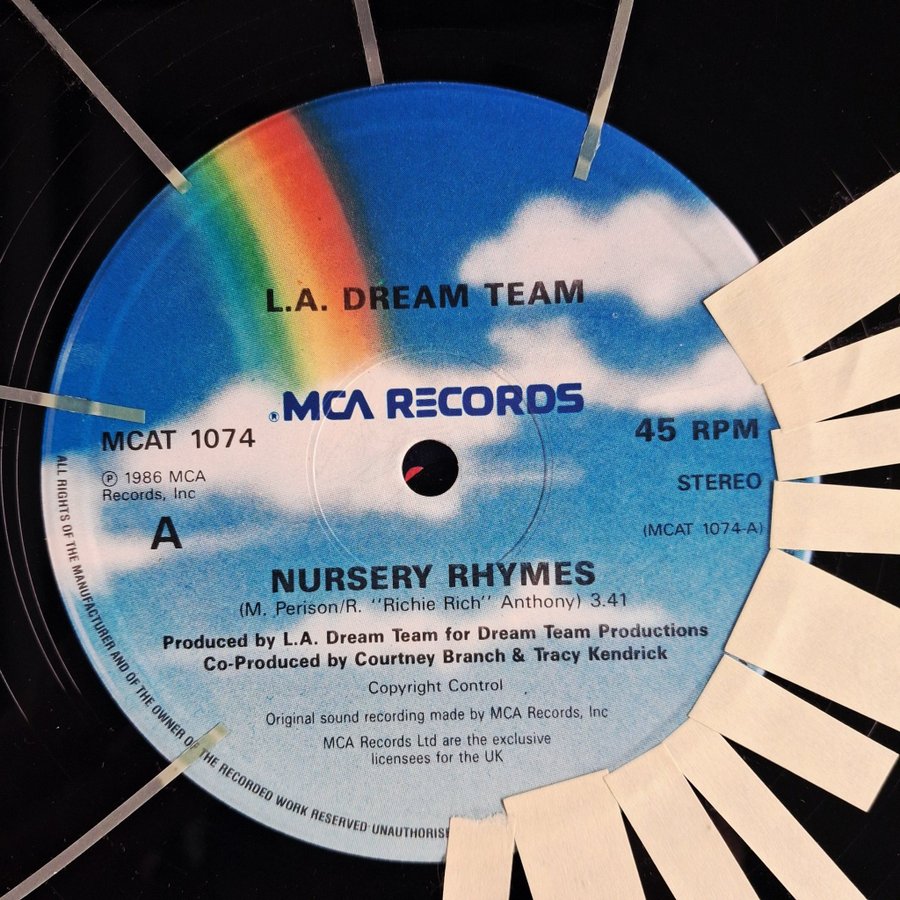 L.A. DREAM TEAM
® MCA RECORDS
MCAT 1074
45 RPM
℗ 1986 MCA
Records, Inc
STEREO
A
(MCAT 1074-A)
NURSERY RHYMES
(M. Perison/R. "Richie Rich" Anthony) 3.41
Produced by L.A. Dream Team for Dream Team Productions
Co-Produced by Courtney Branch & Tracy Kendrick
Copyright Control
Original sound recording made by MCA Records, Inc
MCA Records Ltd are the exclusive
licensees for the UK
ALL RIGHTS OF THE MANUFACTURER AND OF THE OWNER OF THE RECORDED WORK RESERVED UNAUTHORIS